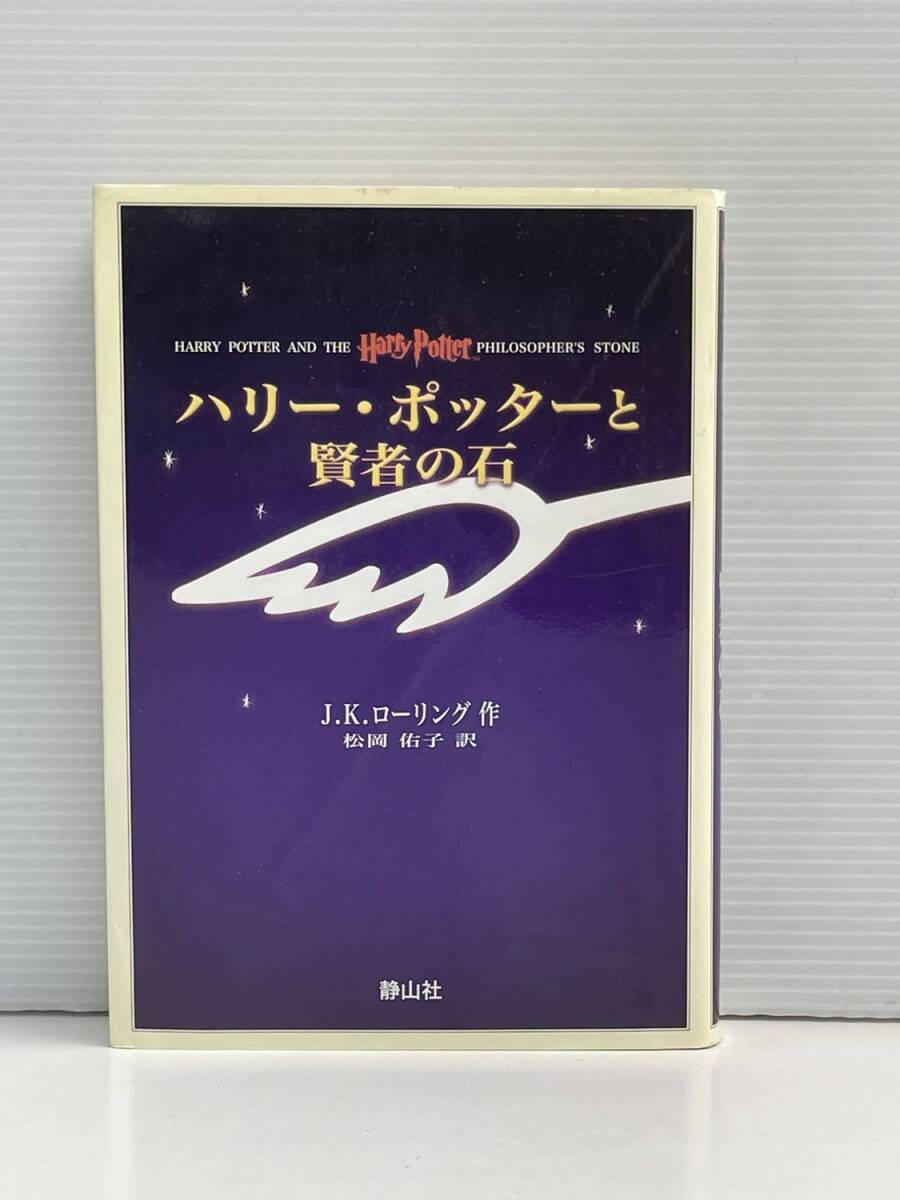 HARRY POTTER AND THE Harry Potter PHILOSOPHER'S STONE
ハリー・ポッターと
賢者の石
J.K.ローリング 作
松岡 佑子 訳
静山社